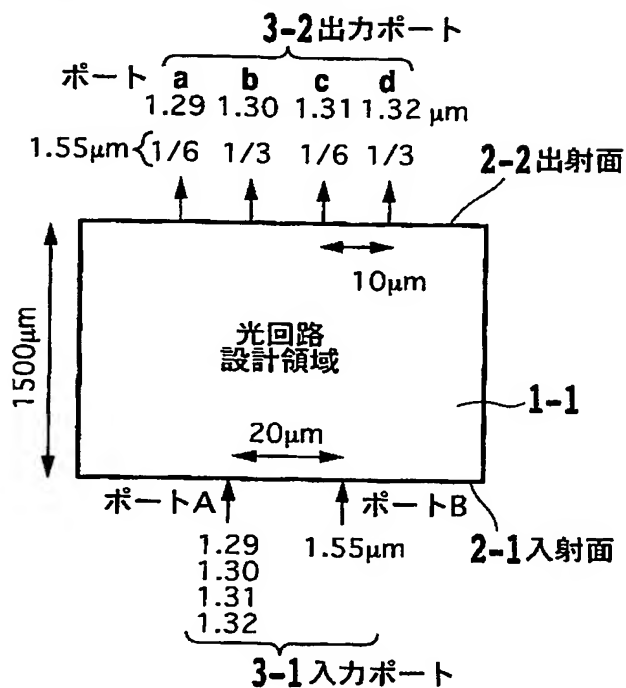 3-2出力ポート
ポート a b c d
1.29 1.30 1.31 1.32 μm
1.55μm{1/6 1/3 1/6 1/3
2-2出射面
10μm
1500μm
光回路
設計領域
1-1
20μm
ポートA ポートB
2-1入射面
1.29 1.55μm
1.30
1.31
1.32
3-1入力ポート